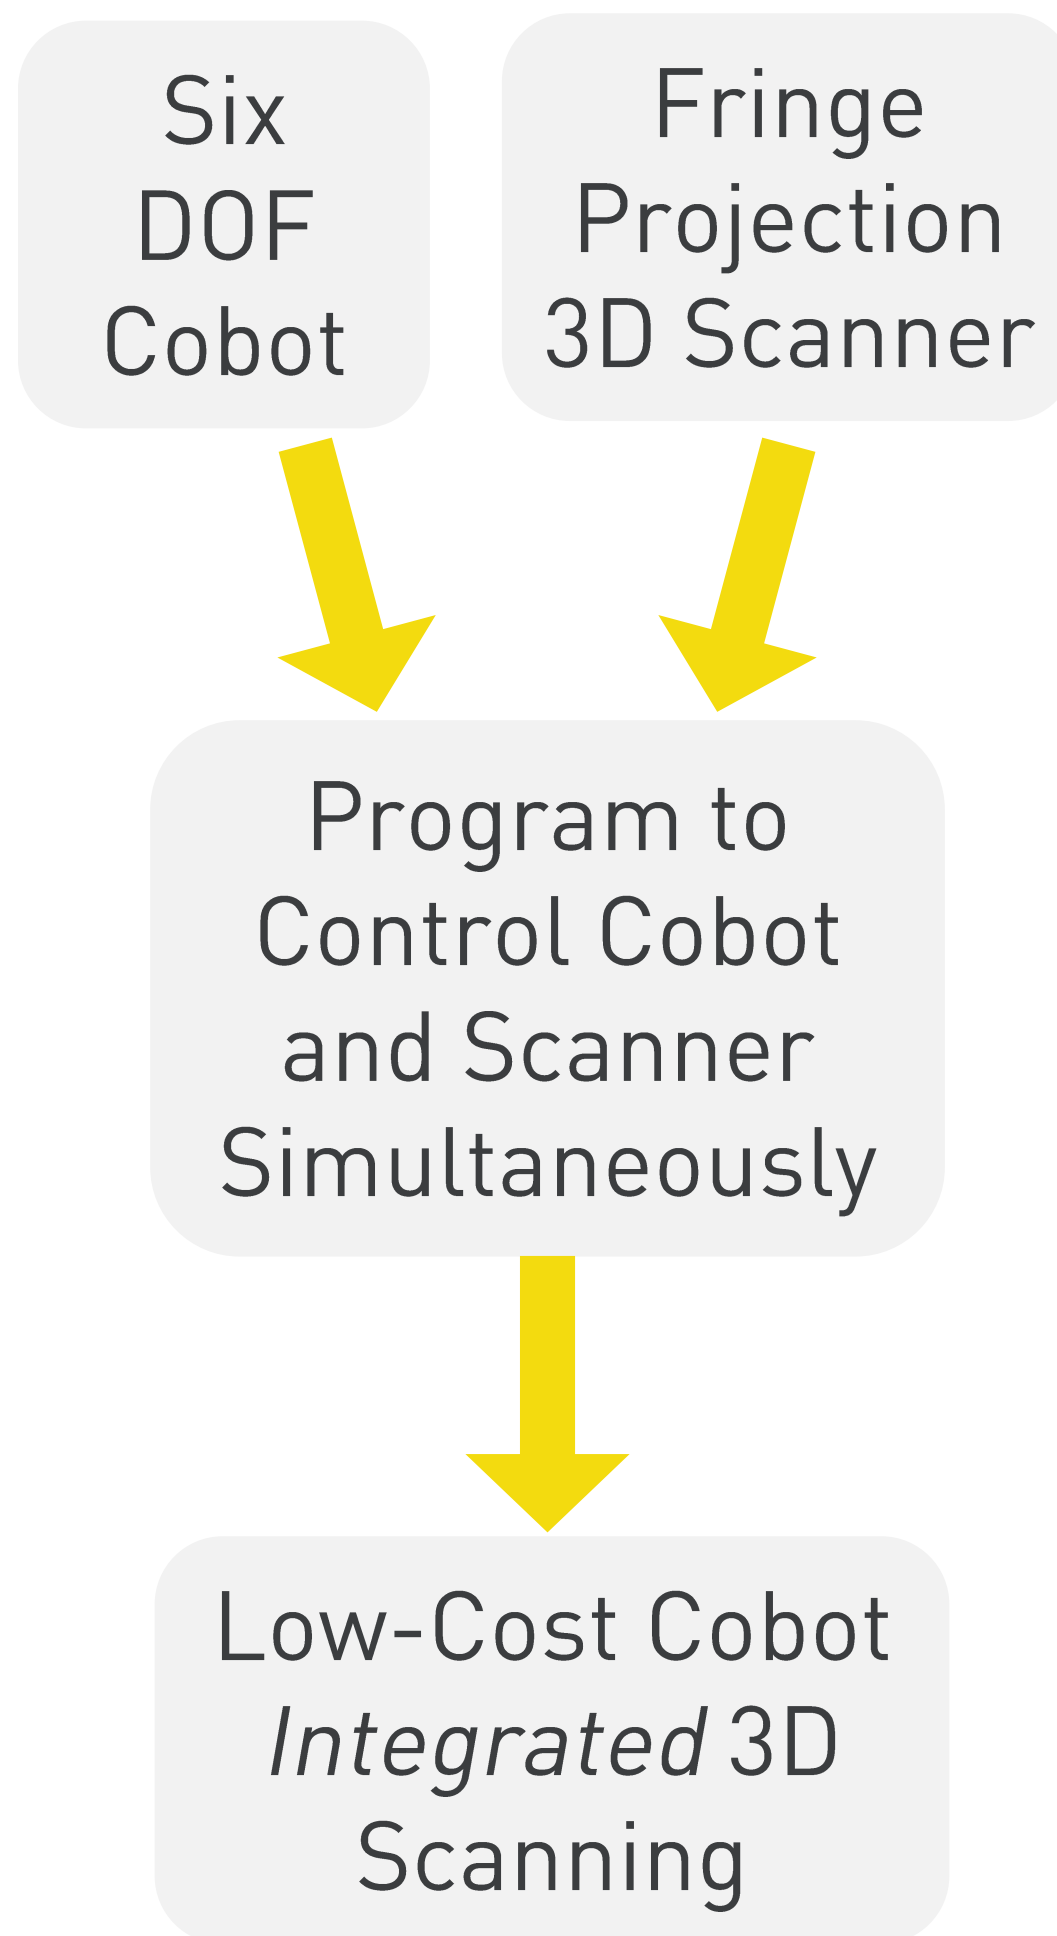 Six
DOF
Cobot
Fringe
Projection
3D Scanner
Program to
Control Cobot
and Scanner
Simultaneously
Low-Cost Cobot
Integrated 3D
Scanning